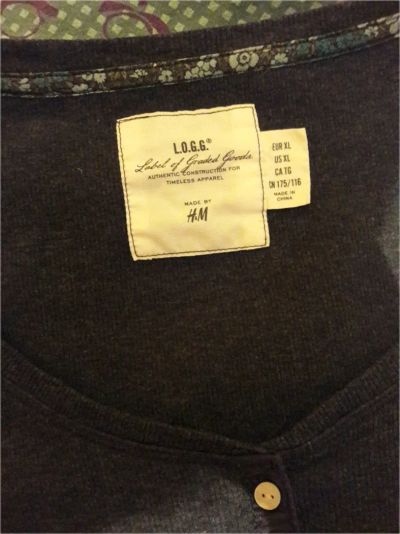 L.O.G.G.®
Label of Graded Goods
AUTHENTIC CONSTRUCTION FOR
TIMELESS APPAREL
MADE BY
H&M
EUR XL
US XL
CA TG
CN 175/116
MADE IN
CHINA